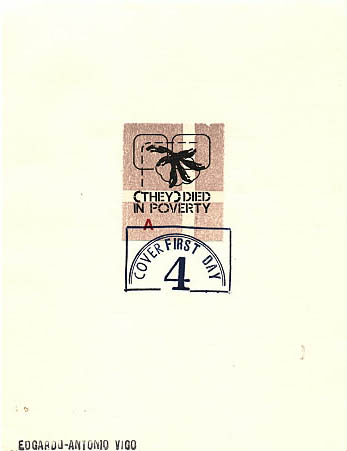 (THEY) DIED
IN POVERTY
A
COVER FIRST DAY
4
EDGARDO-ANTONIO VIGO